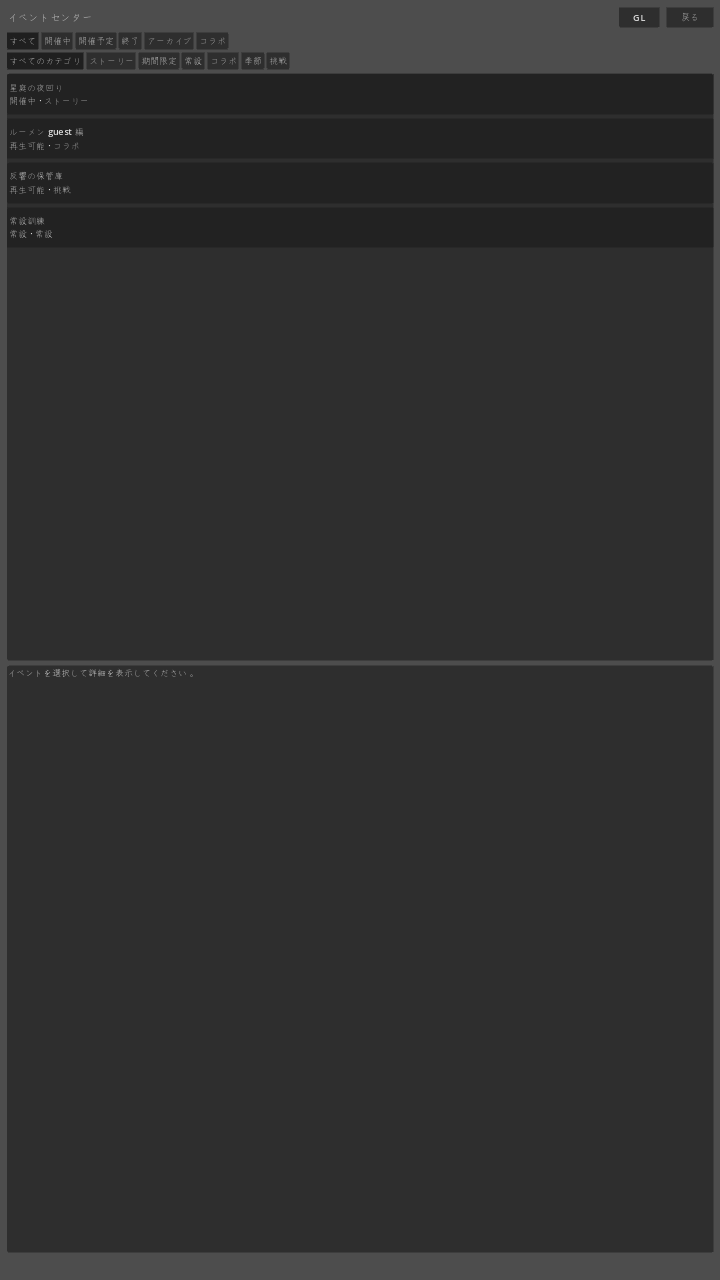 イベントセンター GL 戻る
すべて 開催中 開催予定 終了 アーカイブ コラボ
すべてのカテゴリ ストーリー 期間限定 常設 コラボ 季節 挑戦
星庭の夜回り
開催中・ストーリー
ルーメン guest 編
再生可能・コラボ
反響の保管庫
再生可能・挑戦
常設訓練
常設・常設
イベントを選択して詳細を表示してください。